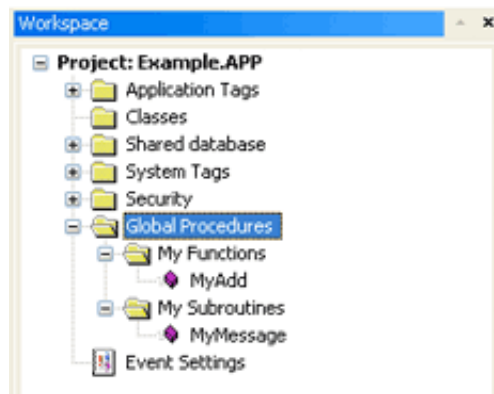 Workspace
Project: Example.APP
Application Tags
Classes
Shared database
System Tags
Security
Global Procedures
My Functions
MyAdd
My Subroutines
MyMessage
Event Settings